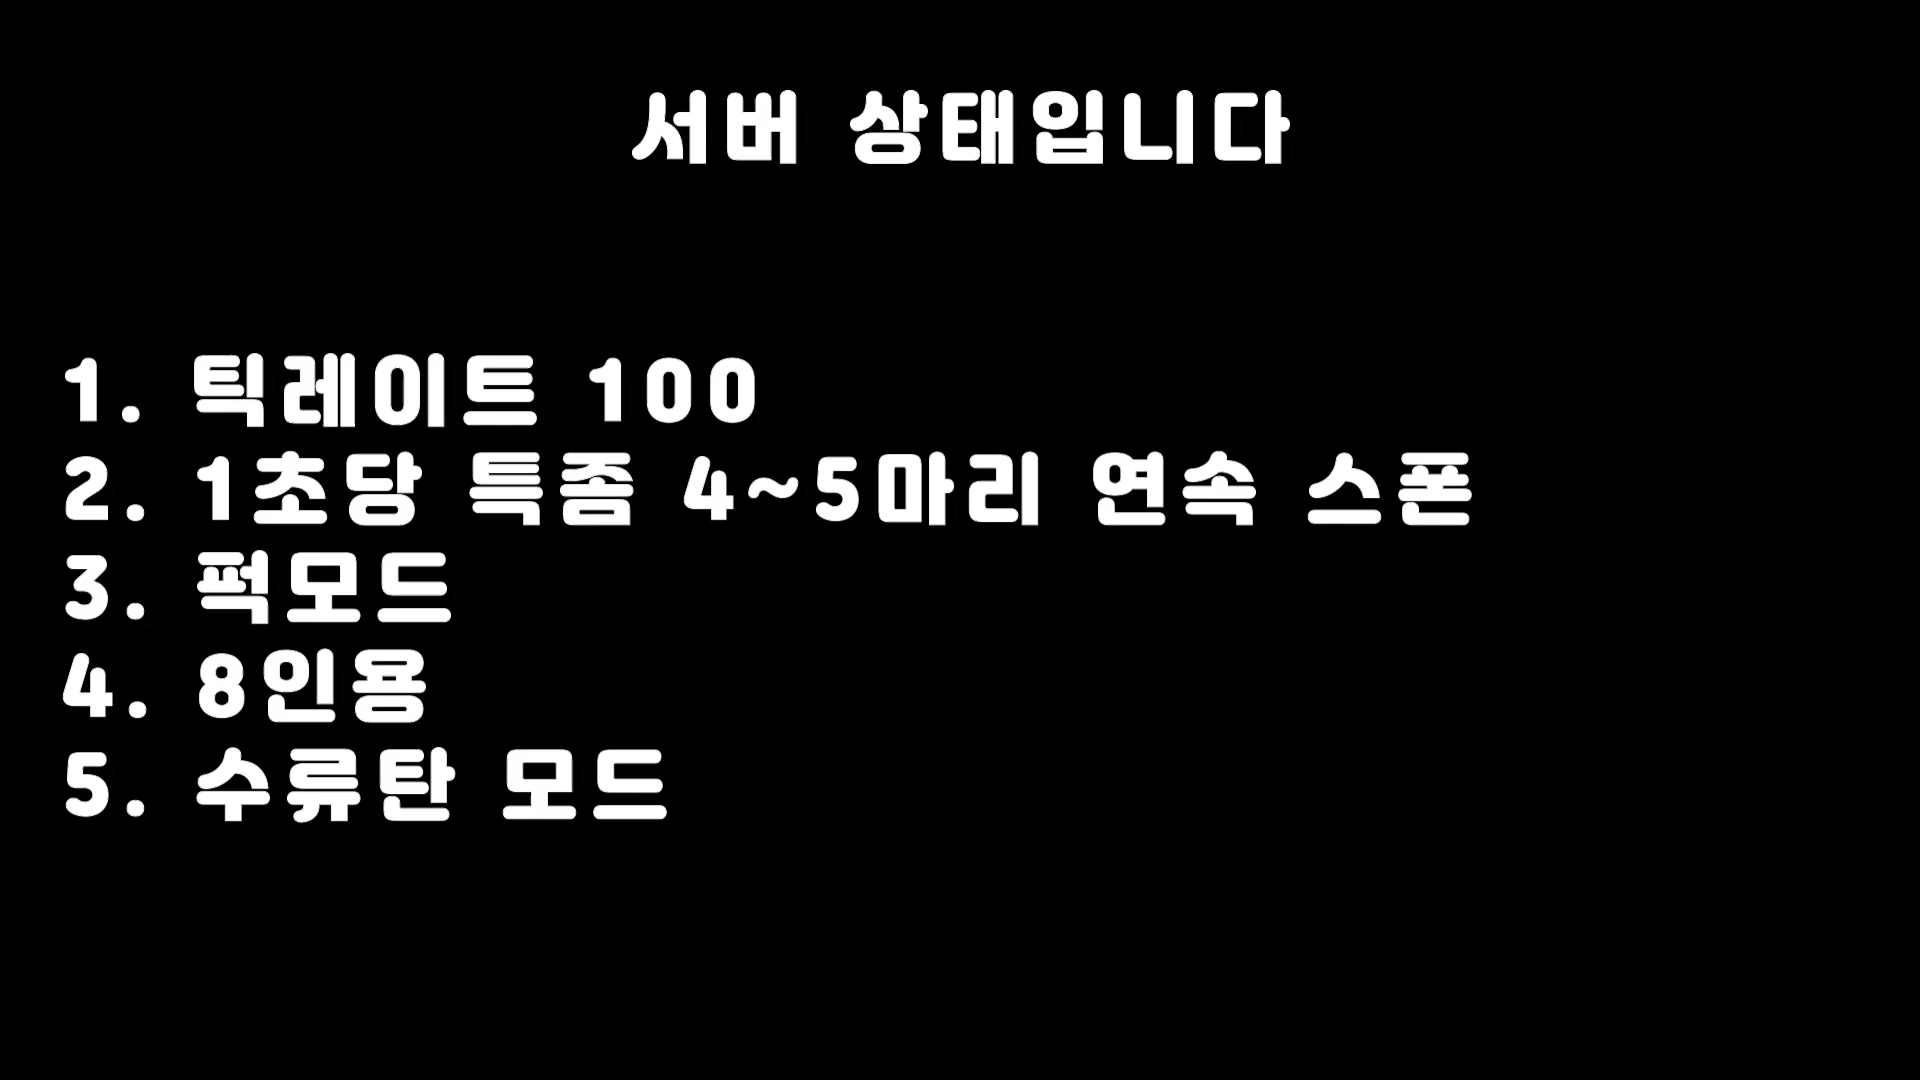 서버 상태입니다
1. 틱레이트 100
2. 1초당 특좀 4~5마리 연속 스폰
3. 퍽모드
4. 8인용
5. 수류탄 모드